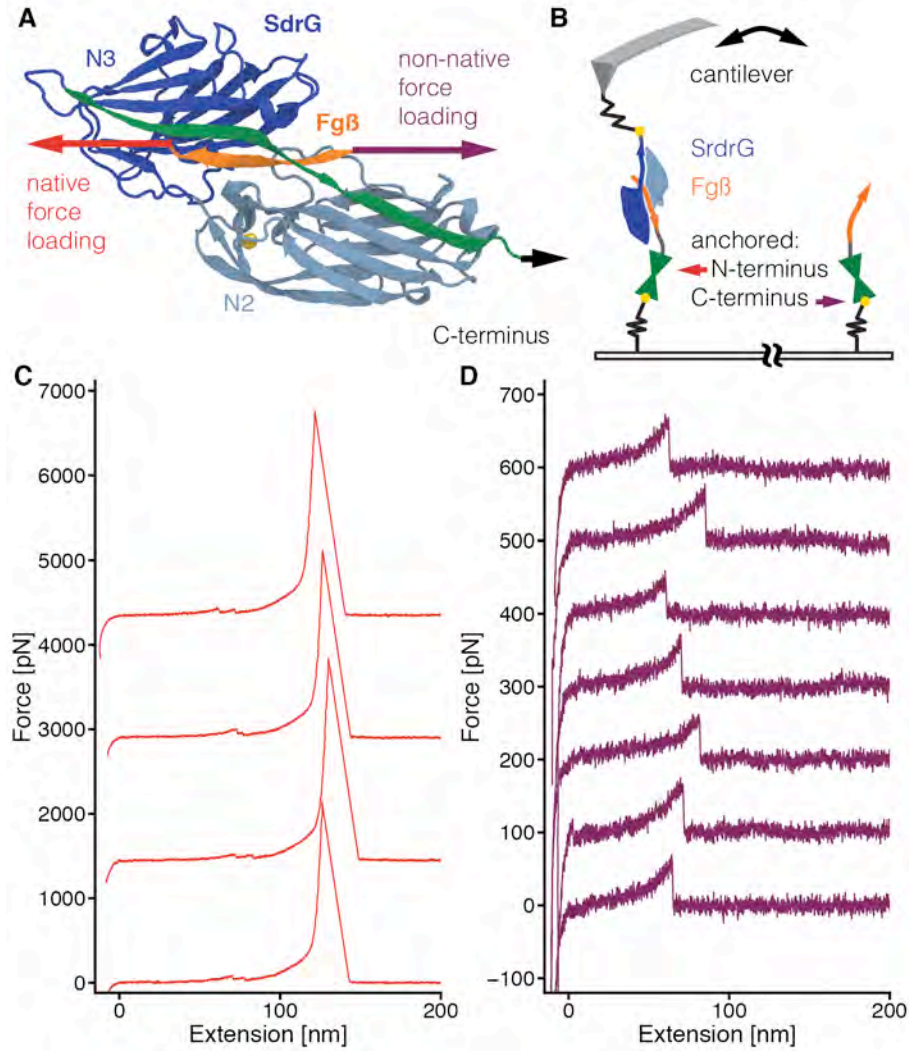 A
SdrG
N3
non-native
force
loading
Fgß
native
force
loading
N2
C-terminus
B
cantilever
SrdrG
Fgß
anchored:
N-terminus
C-terminus
C
7000
6000
5000
4000
3000
2000
1000
0
Force [pN]
0
100
200
Extension [nm]
D
700
600
500
400
300
200
100
0
−100
Force [pN]
0
100
200
Extension [nm]